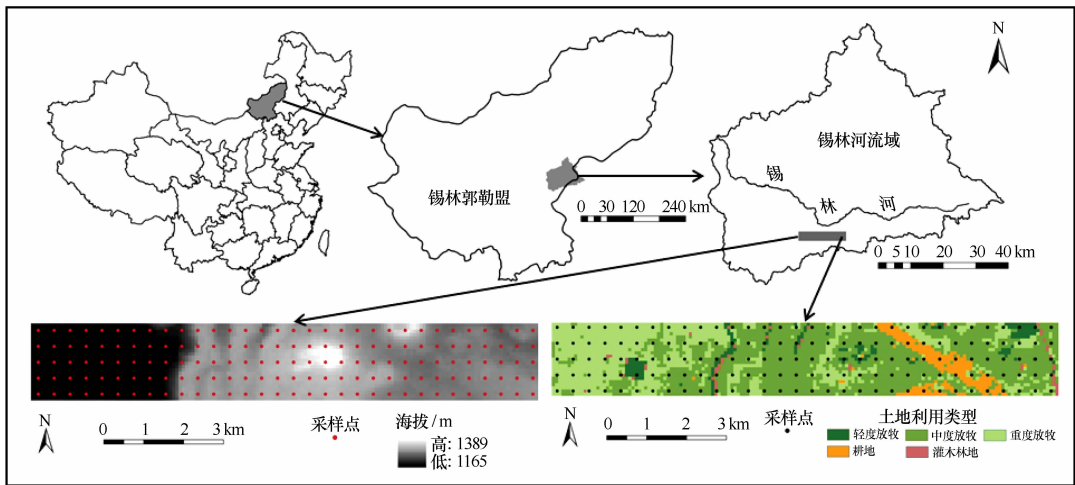 N
锡林郭勒盟
0 30 120 240 km
锡林河流域
锡
林
河
0 5 10 20 30 40 km
N
0 1 2 3 km
采样点
海拔/m
高: 1389
低: 1165
N
0 1 2 3 km
采样点
土地利用类型
轻度放牧 中度放牧 重度放牧
耕地 灌木林地